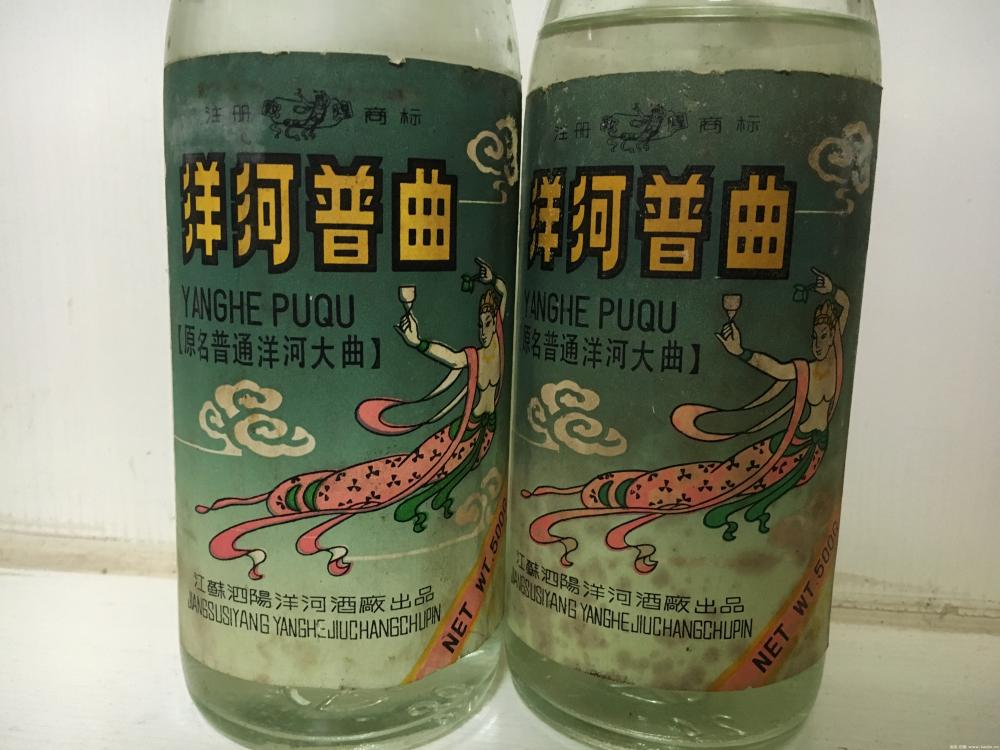 注册 商标
洋河普曲
YANGHE PUQU
【原名普通洋河大曲】
江蘇泗陽洋河酒廠出品
JIANGSUSIYANG YANGHEJIUCHANGCHUPIN
NET WT.500
注册 商标
洋河普曲
YANGHE PUQU
原名普通洋河大曲】
江蘇泗陽洋河酒廠出品
JIANGSUSIYANG YANGHEJIUCHANGCHUPIN
NET WT.500